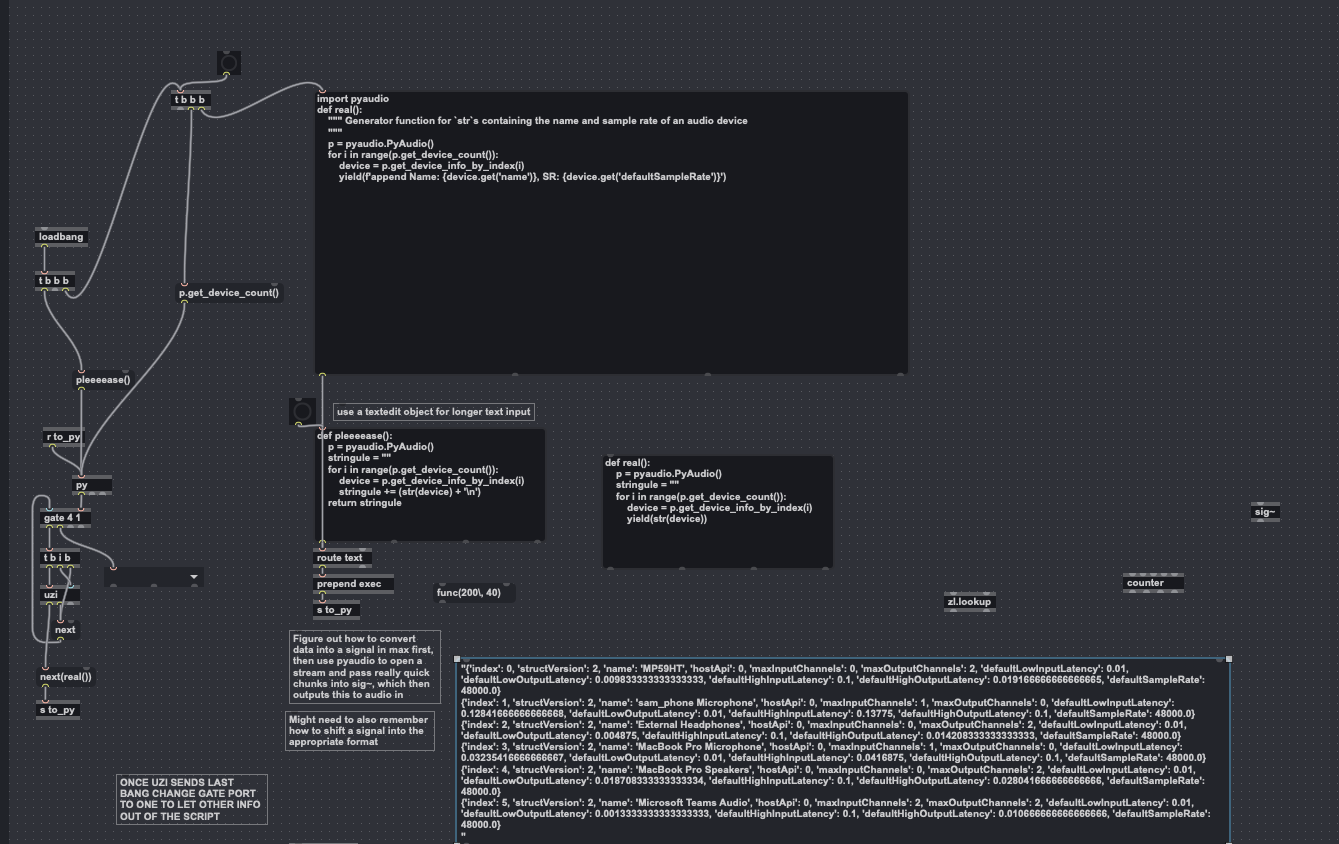 t b b b
import pyaudio
def real():
""" Generator function for `str`s containing the name and sample rate of an audio device
"""
p = pyaudio.PyAudio()
for i in range(p.get_device_count()):
device = p.get_device_info_by_index(i)
yield(f'append Name: {device.get('name')}, SR: {device.get('defaultSampleRate')}')
loadbang
t b b b
p.get_device_count()
pleeeease()
r to_py
py
gate 4 1
t b i b
uzi
next
next(real())
s to_py
use a textedit object for longer text input
def pleeeease():
p = pyaudio.PyAudio()
stringule = ""
for i in range(p.get_device_count()):
device = p.get_device_info_by_index(i)
stringule += (str(device) + '\n')
return stringule
def real():
p = pyaudio.PyAudio()
stringule = ""
for i in range(p.get_device_count()):
device = p.get_device_info_by_index(i)
yield(str(device))
route text
prepend exec
s to_py
func(200\, 40)
sig~
counter
zl.lookup
Figure out how to convert
data into a signal in max first,
then use pyaudio to open a
stream and pass really quick
chunks into sig~, which then
outputs this to audio in
Might need to also remember
how to shift a signal into the
appropriate format
ONCE UZI SENDS LAST
BANG CHANGE GATE PORT
TO ONE TO LET OTHER INFO
OUT OF THE SCRIPT
"{'index': 0, 'structVersion': 2, 'name': 'MP59HT', 'hostApi': 0, 'maxInputChannels': 0, 'maxOutputChannels': 2, 'defaultLowInputLatency': 0.01,
'defaultLowOutputLatency': 0.009833333333333333, 'defaultHighInputLatency': 0.1, 'defaultHighOutputLatency': 0.019166666666666665, 'defaultSampleRate':
48000.0}
{'index': 1, 'structVersion': 2, 'name': 'sam_phone Microphone', 'hostApi': 0, 'maxInputChannels': 1, 'maxOutputChannels': 0, 'defaultLowInputLatency':
0.12841666666666668, 'defaultLowOutputLatency': 0.01, 'defaultHighInputLatency': 0.13775, 'defaultHighOutputLatency': 0.1, 'defaultSampleRate': 48000.0}
{'index': 2, 'structVersion': 2, 'name': 'External Headphones', 'hostApi': 0, 'maxInputChannels': 0, 'maxOutputChannels': 2, 'defaultLowInputLatency': 0.01,
'defaultLowOutputLatency': 0.004875, 'defaultHighInputLatency': 0.1, 'defaultHighOutputLatency': 0.014208333333333333, 'defaultSampleRate': 48000.0}
{'index': 3, 'structVersion': 2, 'name': 'MacBook Pro Microphone', 'hostApi': 0, 'maxInputChannels': 1, 'maxOutputChannels': 0, 'defaultLowInputLatency':
0.03235416666666667, 'defaultLowOutputLatency': 0.01, 'defaultHighInputLatency': 0.0416875, 'defaultHighOutputLatency': 0.1, 'defaultSampleRate': 48000.0}
{'index': 4, 'structVersion': 2, 'name': 'MacBook Pro Speakers', 'hostApi': 0, 'maxInputChannels': 0, 'maxOutputChannels': 2, 'defaultLowInputLatency': 0.01,
'defaultLowOutputLatency': 0.018708333333333334, 'defaultHighInputLatency': 0.1, 'defaultHighOutputLatency': 0.028041666666666666, 'defaultSampleRate':
48000.0}
{'index': 5, 'structVersion': 2, 'name': 'Microsoft Teams Audio', 'hostApi': 0, 'maxInputChannels': 2, 'maxOutputChannels': 2, 'defaultLowInputLatency': 0.01,
'defaultLowOutputLatency': 0.0013333333333333333, 'defaultHighInputLatency': 0.1, 'defaultHighOutputLatency': 0.010666666666666666, 'defaultSampleRate':
48000.0}
"